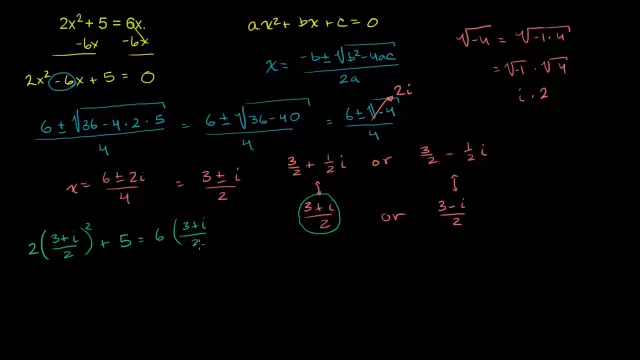 2x² + 5 = 6x.
-6x -6x
2x² - 6x + 5 = 0
ax² + bx + c = 0
x = (-b ± √(b² - 4ac))/2a
√-4 = √(-1 · 4)
= √-1 · √4
i · 2
(6 ± √(36 - 4 · 2 · 5))/4 = (6 ± √(36 - 40))/4 = (6 ± √-4)/4 2i
x = (6 ± 2i)/4 = (3 ± i)/2
3/2 + 1/2 i or 3/2 - 1/2 i
(3 + i)/2 or (3 - i)/2
2((3 + i)/2)² + 5 = 6((3 + i)/2